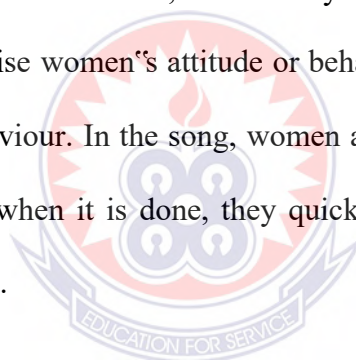 ise women‟s attitude or beha
viour. In the song, women a
when it is done, they quick
.
EDUCATION FOR SERVICE